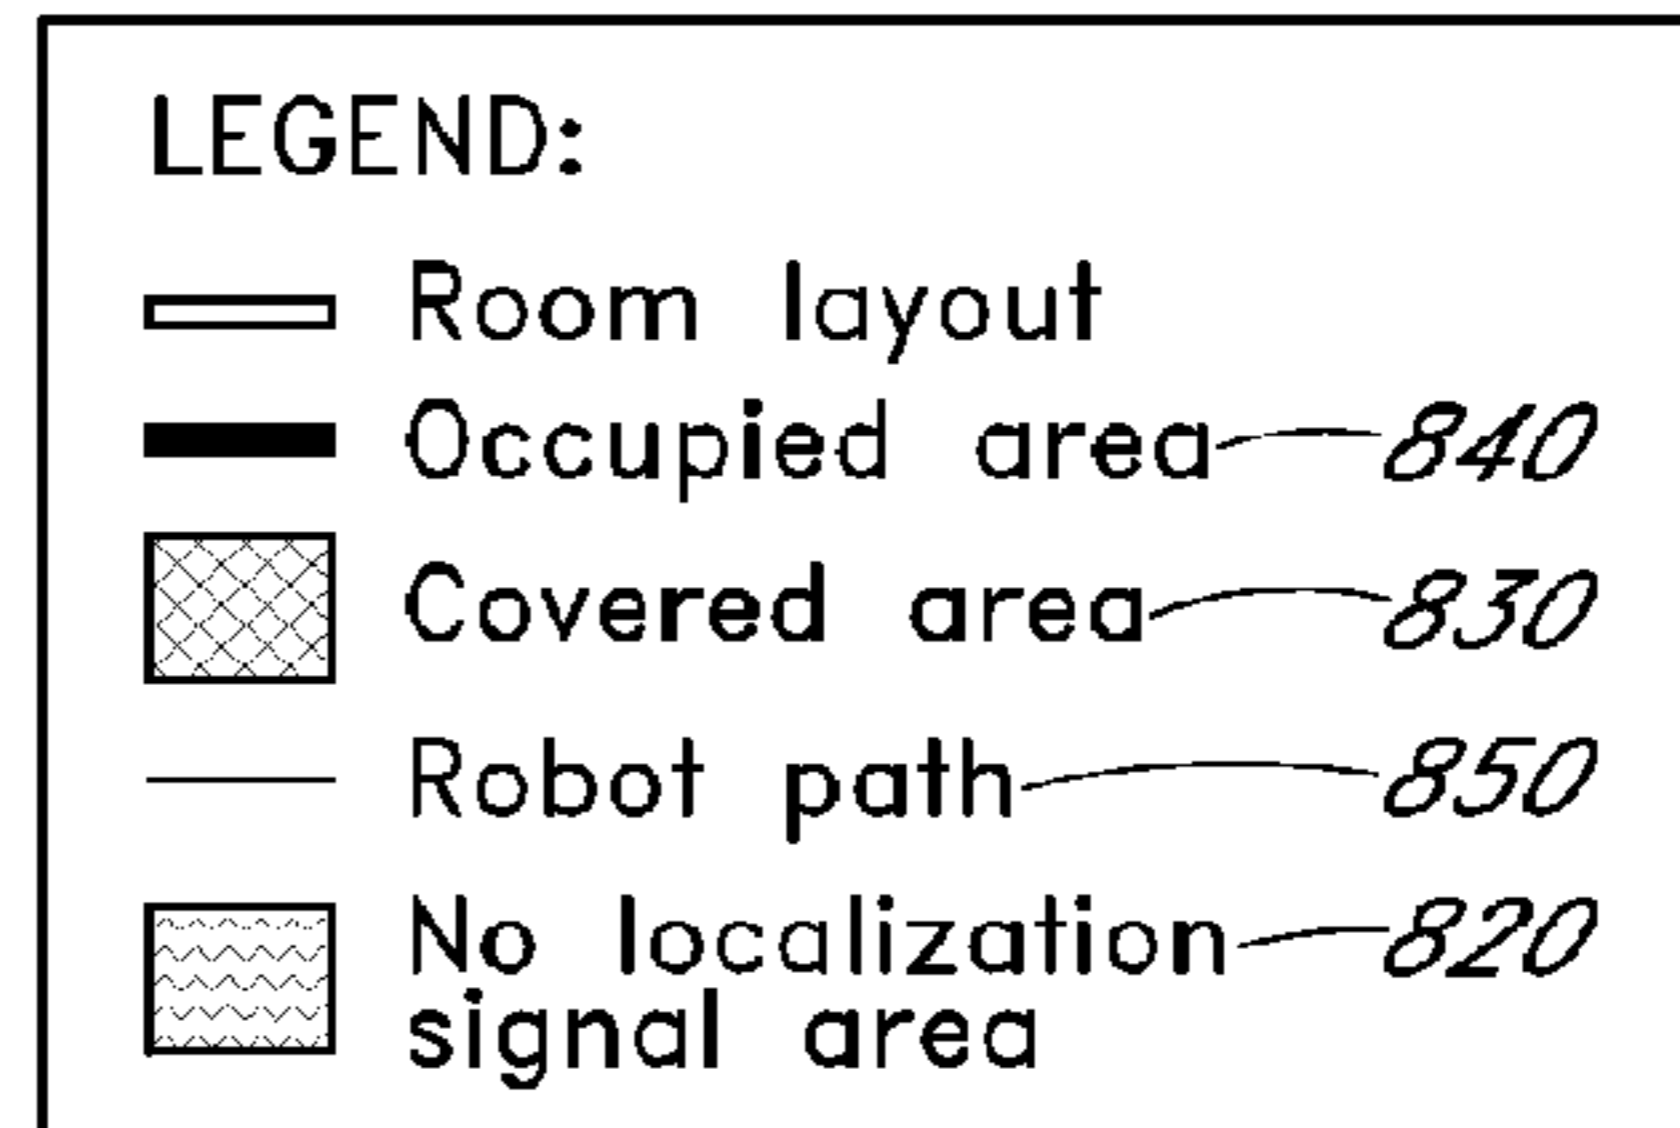 LEGEND:
Room layout
Occupied area 840
Covered area 830
Robot path 850
No localization 820
signal area